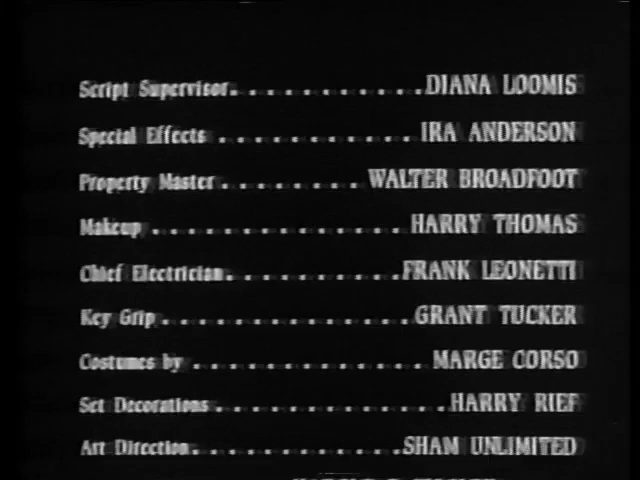 Script Supervisor. . . . . . . . . . . DIANA LOOMIS
Special Effects . . . . . . . . . . . IRA ANDERSON
Property Master . . . . . . . . WALTER BROADFOOT
Makeup . . . . . . . . . . . . . . HARRY THOMAS
Chief Electrician. . . . . . . . . . FRANK LEONETTI
Key Grip. . . . . . . . . . . . . . GRANT TUCKER
Costumes by . . . . . . . . . . . . . MARGE CORSO
Set Decorations. . . . . . . . . . . . . HARRY RIEF
Art Direction. . . . . . . . . . . . SHAM UNLIMITED